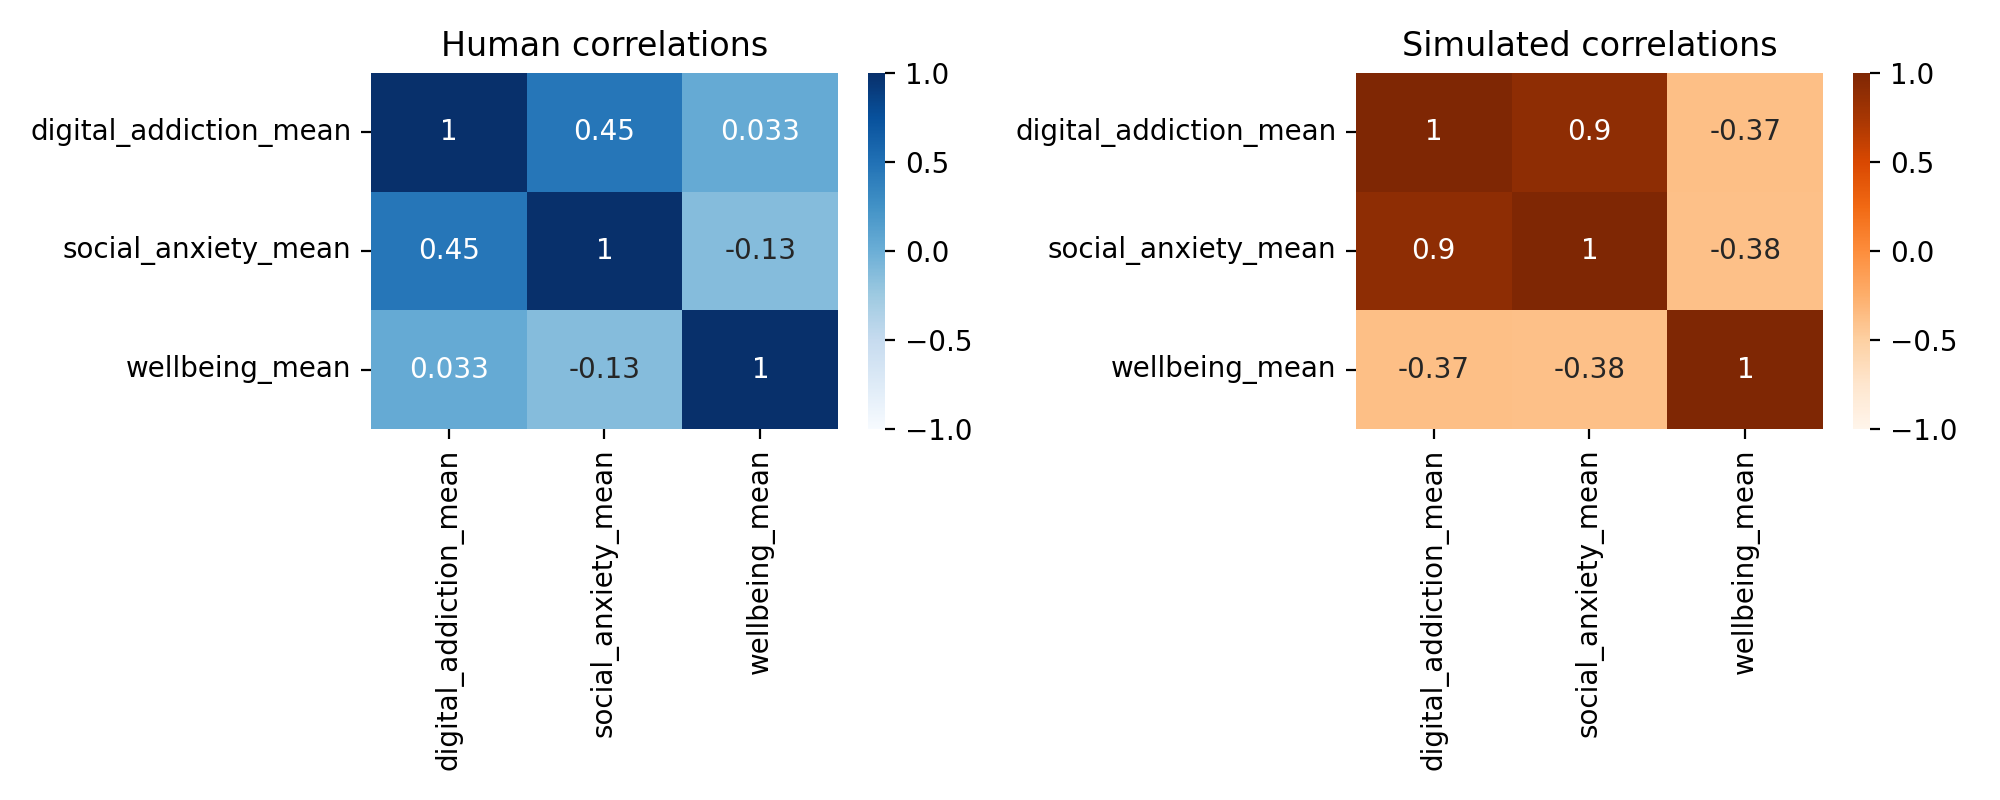 Human correlations
digital_addiction_mean 1 0.45 0.033
social_anxiety_mean 0.45 1 -0.13
wellbeing_mean 0.033 -0.13 1
digital_addiction_mean
social_anxiety_mean
wellbeing_mean
1.0
0.5
0.0
−0.5
−1.0
Simulated correlations
digital_addiction_mean 1 0.9 -0.37
social_anxiety_mean 0.9 1 -0.38
wellbeing_mean -0.37 -0.38 1
digital_addiction_mean
social_anxiety_mean
wellbeing_mean
1.0
0.5
0.0
−0.5
−1.0